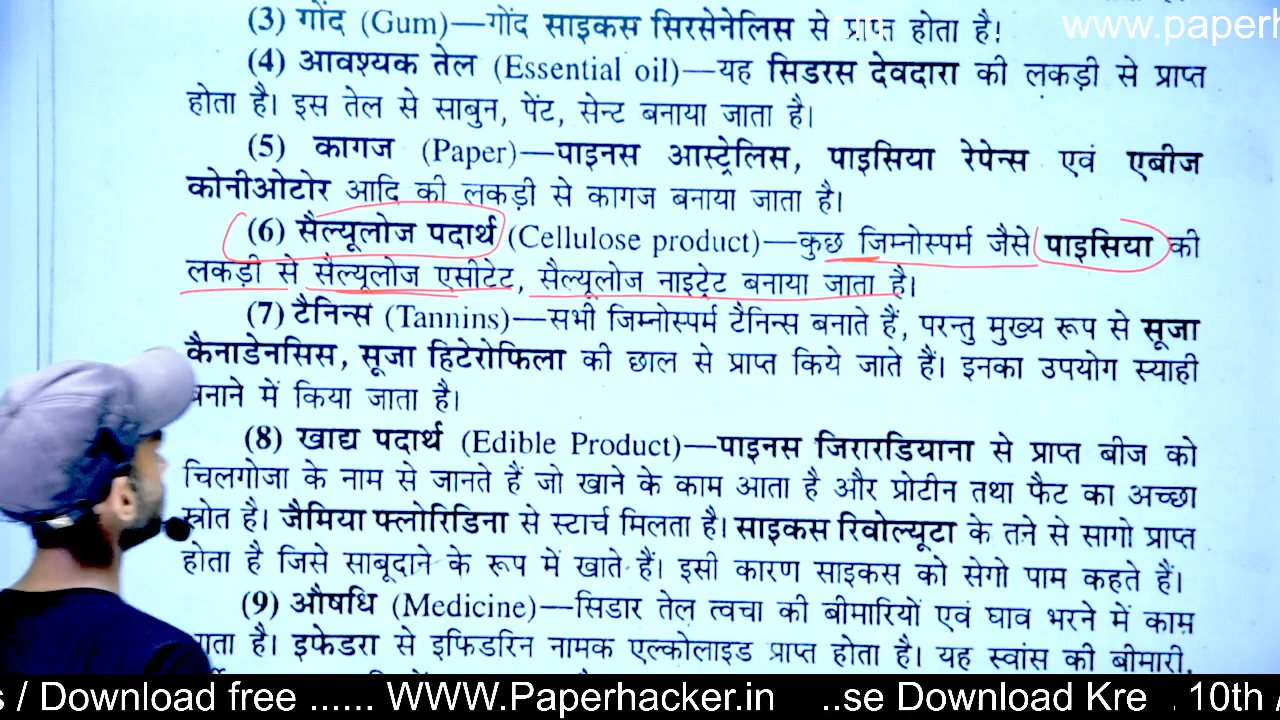 www.paperh
(3) गोंद (Gum)—गोंद साइकस सिरसेनेलिस से प्राप्त होता है।
(4) आवश्यक तेल (Essential oil)—यह सिडरस देवदारा की लकड़ी से प्राप्त
होता है। इस तेल से साबुन, पेंट, सेन्ट बनाया जाता है।
(5) कागज (Paper)—पाइनस आस्ट्रेलिस, पाइसिया रेपेन्स एवं एबीज
कोनीओटोर आदि की लकड़ी से कागज बनाया जाता है।
(6) सैल्यूलोज पदार्थ (Cellulose product)—कुछ जिम्नोस्पर्म जैसे पाइसिया की
लकड़ी से सैल्यूलोज एसीटेट, सैल्यूलोज नाइट्रेट बनाया जाता है।
(7) टैनिन्स (Tannins)—सभी जिम्नोस्पर्म टैनिन्स बनाते हैं, परन्तु मुख्य रूप से सूजा
कैनाडेनसिस, सूजा हिटेरोफिला की छाल से प्राप्त किये जाते हैं। इनका उपयोग स्याही
बनाने में किया जाता है।
(8) खाद्य पदार्थ (Edible Product)—पाइनस जिरारडियाना से प्राप्त बीज को
चिलगोजा के नाम से जानते हैं जो खाने के काम आता है और प्रोटीन तथा फैट का अच्छा
स्रोत है। जैमिया फ्लोरिडिना से स्टार्च मिलता है। साइकस रिवोल्यूटा के तने से सागो प्राप्त
होता है जिसे साबूदाने के रूप में खाते हैं। इसी कारण साइकस को सेगो पाम कहते हैं।
(9) औषधि (Medicine)—सिडार तेल त्वचा की बीमारियों एवं घाव भरने में काम
है। इफेडरा से इफिडरिन नामक एल्कोलाइड प्राप्त होता है। यह स्वांस की बीमारी,
s / Download free ...... WWW.Paperhacker.in ..se Download Kre . 10th